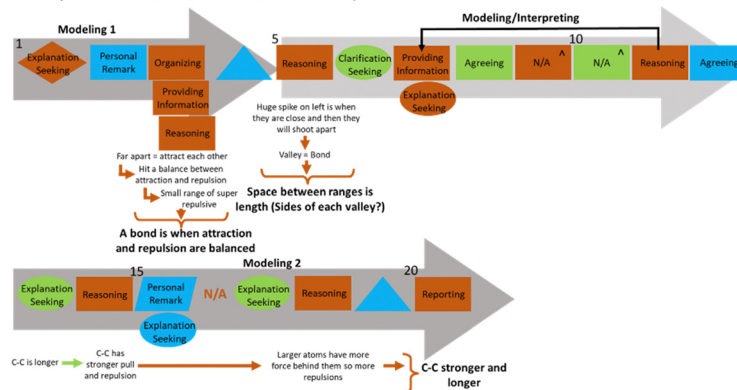 Modeling/Interpreting
Modeling 1
1
5
10
Explanation
Seeking
Personal
Remark
Organizing
Providing
Information
Reasoning
Reasoning
Clarification
Seeking
Providing
Information
Explanation
Seeking
Agreeing
N/A ^
N/A ^
Reasoning
Agreeing
Far apart = attract each other
Hit a balance between
attraction and repulsion
Small range of super
repulsive
A bond is when attraction
and repulsion are balanced
Huge spike on left is when
they are close and then they
will shoot apart
Valley = Bond
Space between ranges is
length (Sides of each valley?)
Modeling 2
15
20
Explanation
Seeking
Reasoning
Personal
Remark
Explanation
Seeking
N/A
Explanation
Seeking
Reasoning
Reporting
C-C is longer
C-C has
stronger pull
and repulsion
Larger atoms have more
force behind them so more
repulsions
C-C stronger and
longer